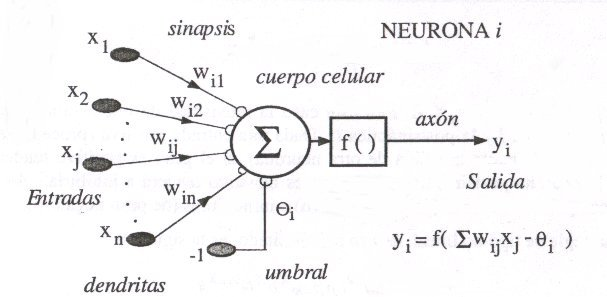 sinapsis
NEURONA i
x1
wi1
cuerpo celular
x2
wi2
axón
xj
wij
Σ
f ( )
yi
Entradas
win
Salida
θi
xn
-1
yi = f( Σwijxj - θi )
dendritas
umbral